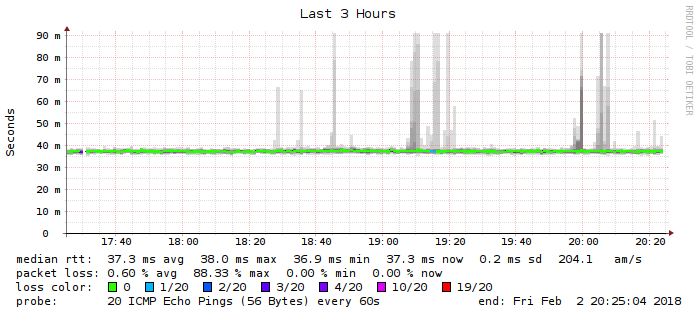 Last 3 Hours
RRDTOOL / TOBI OETIKER
Seconds
90 m
80 m
70 m
60 m
50 m
40 m
30 m
20 m
10 m
0
17:40 18:00 18:20 18:40 19:00 19:20 19:40 20:00 20:20
median rtt: 37.3 ms avg 38.0 ms max 36.9 ms min 37.3 ms now 0.2 ms sd 204.1 am/s
packet loss: 0.60 % avg 88.33 % max 0.00 % min 0.00 % now
loss color: 0 1/20 2/20 3/20 4/20 10/20 19/20
probe: 20 ICMP Echo Pings (56 Bytes) every 60s end: Fri Feb 2 20:25:04 2018